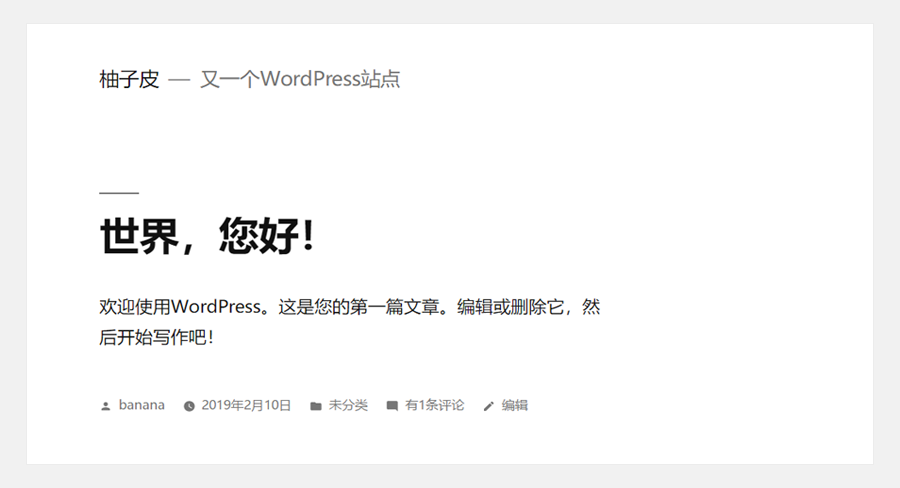 柚子皮 — 又一个WordPress站点
世界，您好！
欢迎使用WordPress。这是您的第一篇文章。编辑或删除它，然
后开始写作吧！
banana 2019年2月10日 未分类 有1条评论 编辑